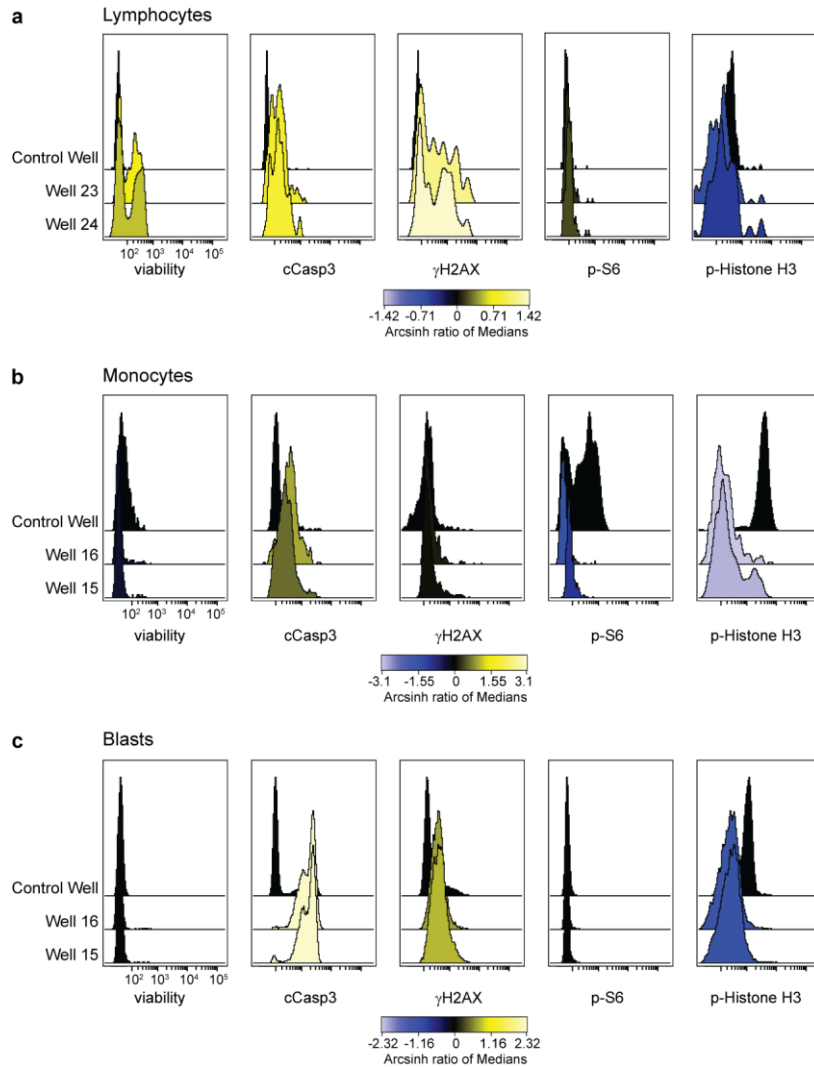 a Lymphocytes
Control Well
Well 23
Well 24
10² 10³ 10⁴ 10⁵
viability cCasp3 γH2AX p-S6 p-Histone H3
-1.42 -0.71 0 0.71 1.42
Arcsinh ratio of Medians
b Monocytes
Control Well
Well 16
Well 15
10² 10³ 10⁴ 10⁵
viability cCasp3 γH2AX p-S6 p-Histone H3
-3.1 -1.55 0 1.55 3.1
Arcsinh ratio of Medians
c Blasts
Control Well
Well 16
Well 15
10² 10³ 10⁴ 10⁵
viability cCasp3 γH2AX p-S6 p-Histone H3
-2.32 -1.16 0 1.16 2.32
Arcsinh ratio of Medians